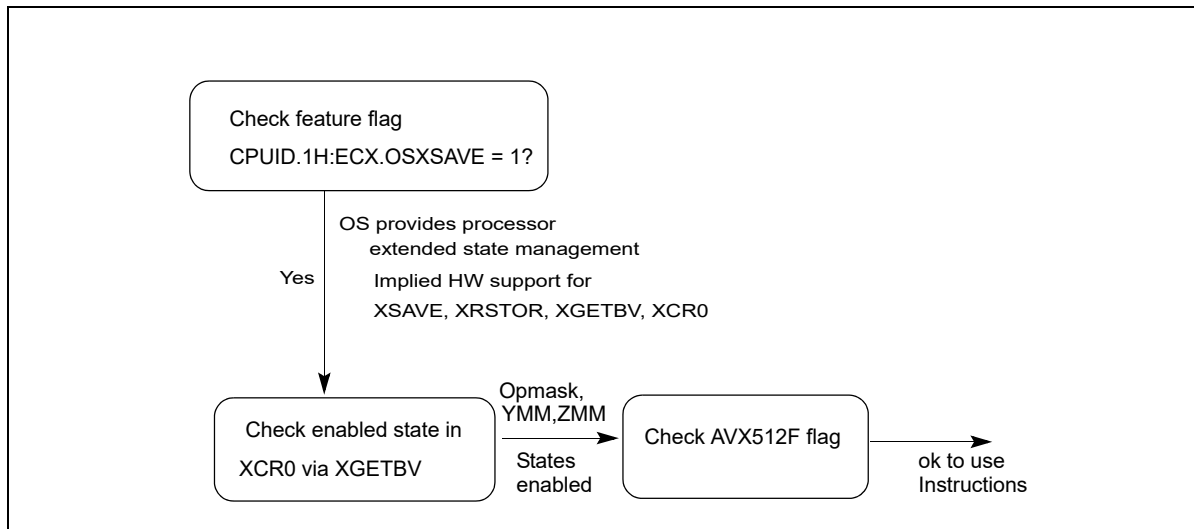 Check feature flag
CPUID.1H:ECX.OSXSAVE = 1?
OS provides processor
extended state management
Yes
Implied HW support for
XSAVE, XRSTOR, XGETBV, XCR0
Check enabled state in
XCR0 via XGETBV
Opmask,
YMM,ZMM
States
enabled
Check AVX512F flag
ok to use
Instructions